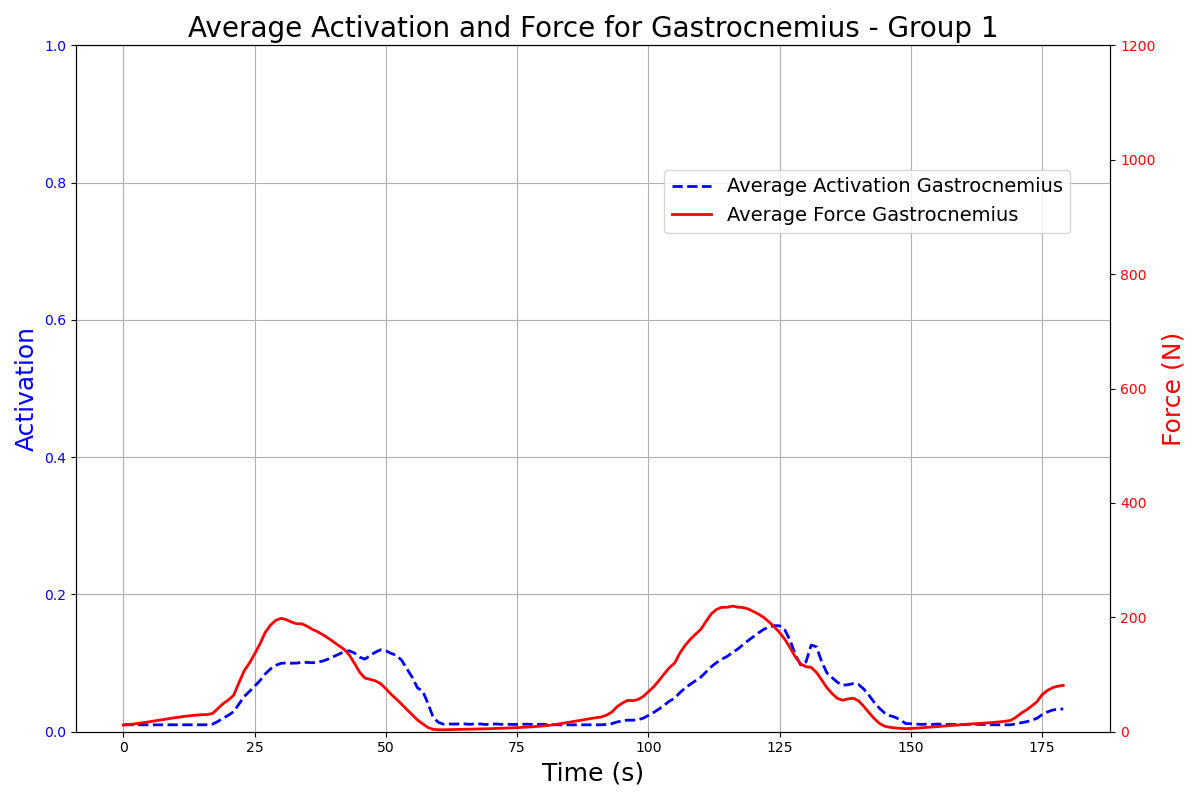 Average Activation and Force for Gastrocnemius - Group 1
1.0
0.8
0.6
0.4
0.2
0.0
Activation
Average Activation Gastrocnemius
Average Force Gastrocnemius
1200
1000
800
600
400
200
0
Force (N)
0 25 50 75 100 125 150 175
Time (s)